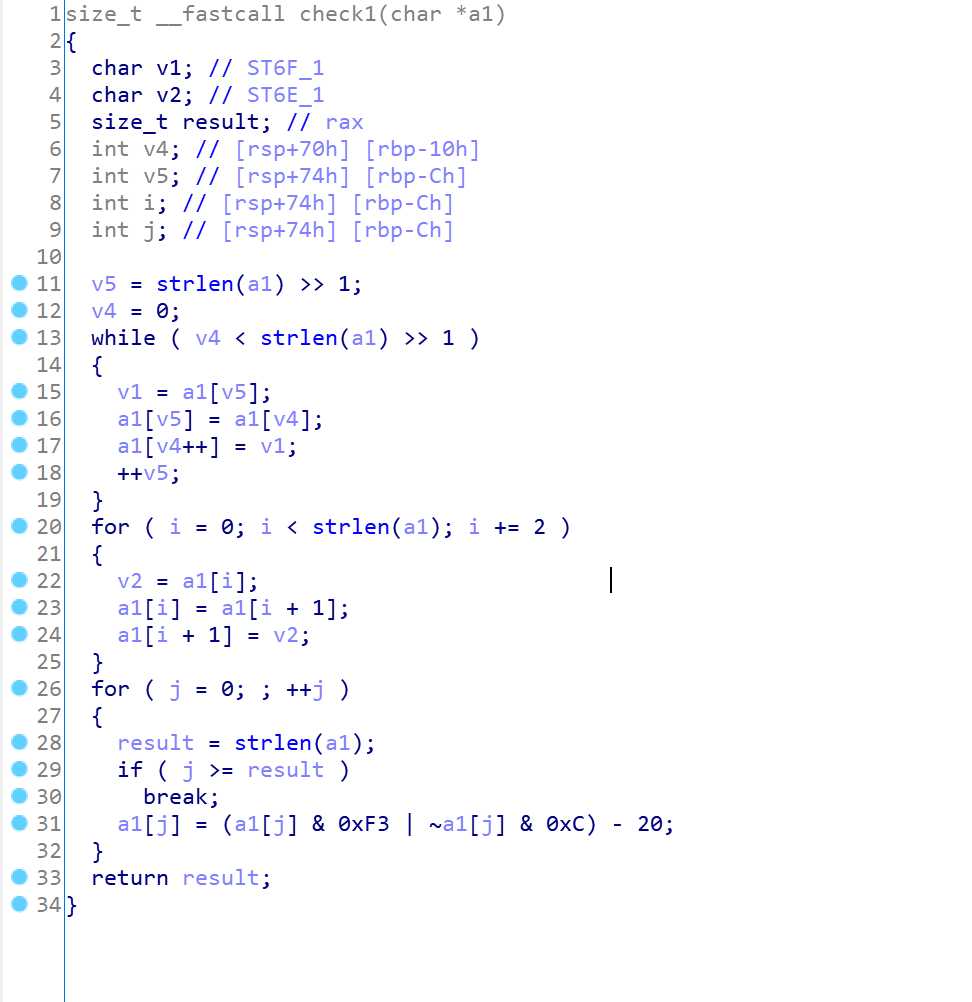 1 size_t __fastcall check1(char *a1)
2 {
3   char v1; // ST6F_1
4   char v2; // ST6E_1
5   size_t result; // rax
6   int v4; // [rsp+70h] [rbp-10h]
7   int v5; // [rsp+74h] [rbp-Ch]
8   int i; // [rsp+74h] [rbp-Ch]
9   int j; // [rsp+74h] [rbp-Ch]
10
11   v5 = strlen(a1) >> 1;
12   v4 = 0;
13   while ( v4 < strlen(a1) >> 1 )
14   {
15     v1 = a1[v5];
16     a1[v5] = a1[v4];
17     a1[v4++] = v1;
18     ++v5;
19   }
20   for ( i = 0; i < strlen(a1); i += 2 )
21   {
22     v2 = a1[i];
23     a1[i] = a1[i + 1];
24     a1[i + 1] = v2;
25   }
26   for ( j = 0; ; ++j )
27   {
28     result = strlen(a1);
29     if ( j >= result )
30       break;
31     a1[j] = (a1[j] & 0xF3 | ~a1[j] & 0xC) - 20;
32   }
33   return result;
34 }